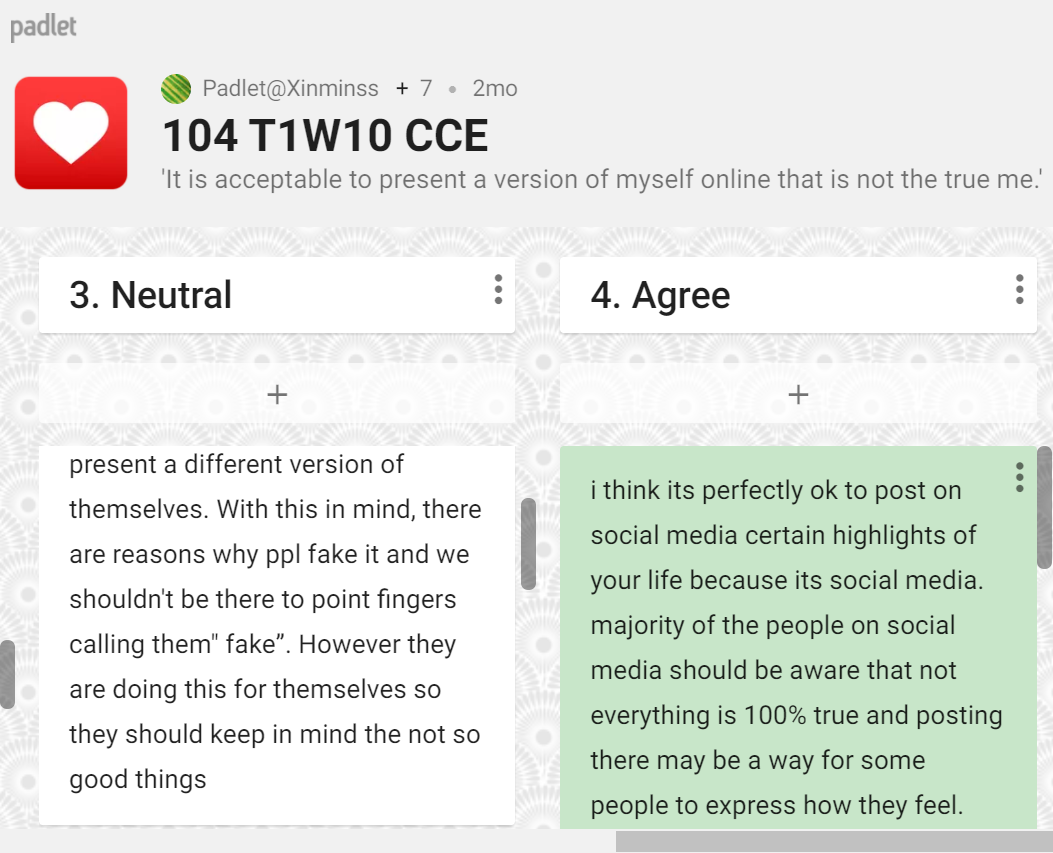 padlet
Padlet@Xinminss + 7 • 2mo
104 T1W10 CCE
'It is acceptable to present a version of myself online that is not the true me.'
3. Neutral
+
present a different version of
themselves. With this in mind, there
are reasons why ppl fake it and we
shouldn't be there to point fingers
calling them" fake”. However they
are doing this for themselves so
they should keep in mind the not so
good things
4. Agree
+
i think its perfectly ok to post on
social media certain highlights of
your life because its social media.
majority of the people on social
media should be aware that not
everything is 100% true and posting
there may be a way for some
people to express how they feel.